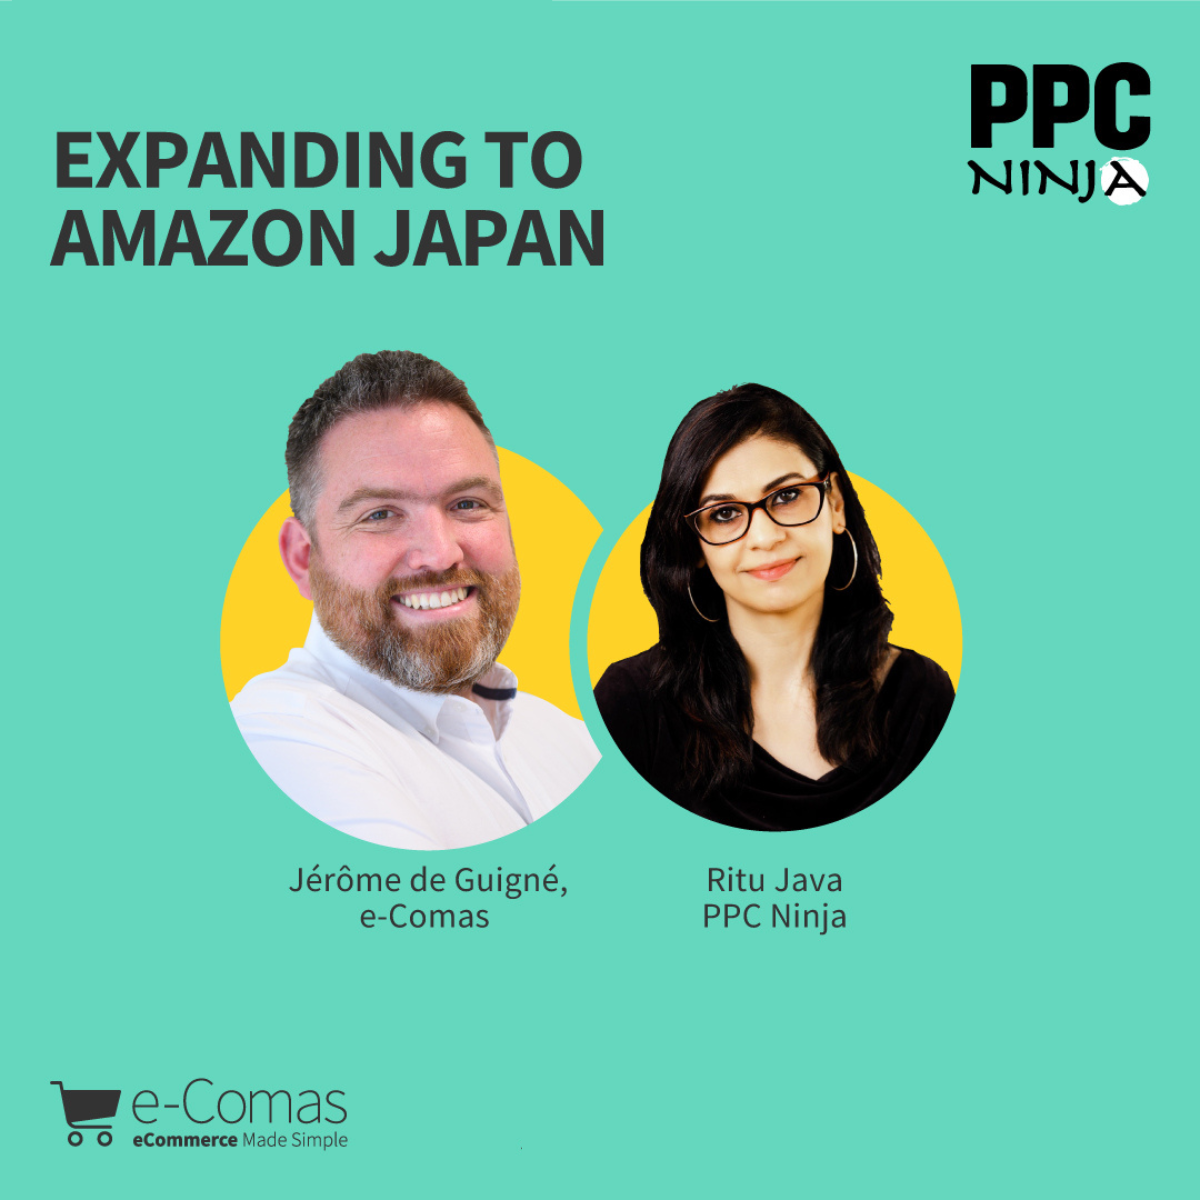 PPC
NINJA
EXPANDING TO
AMAZON JAPAN
Jérôme de Guigné,
e-Comas
Ritu Java
PPC Ninja
e-Comas
eCommerce Made Simple